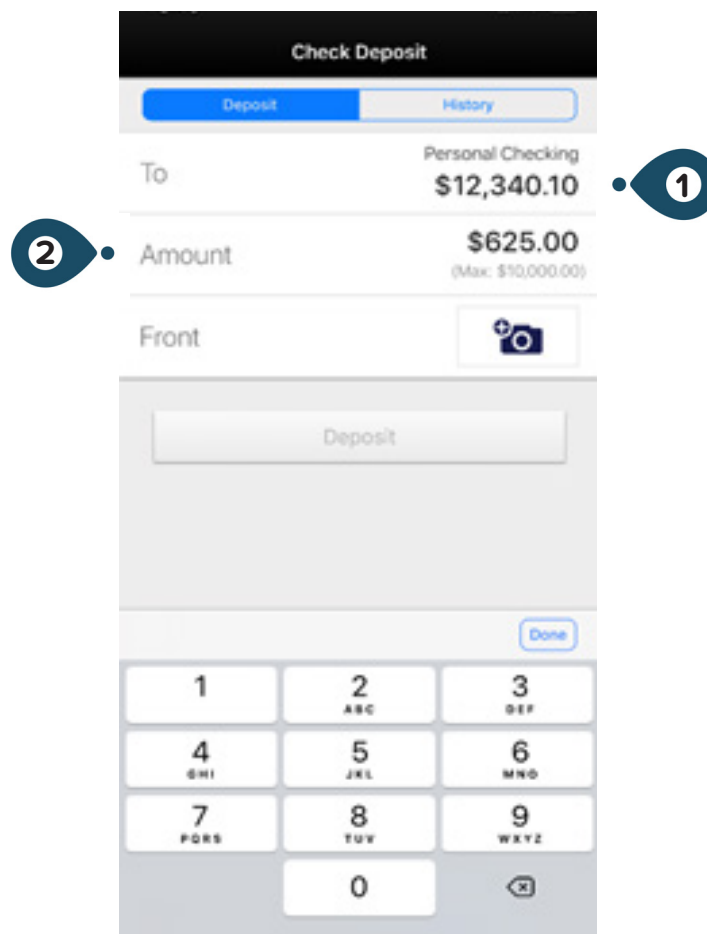 Check Deposit
Deposit History
Personal Checking
To $12,340.10
1
2
Amount $625.00
(Max: $10,000.00)
Front
Deposit
Done
1 2 3
ABC DEF
4 5 6
GHI JKL MNO
7 8 9
PQRS TUV WXYZ
0